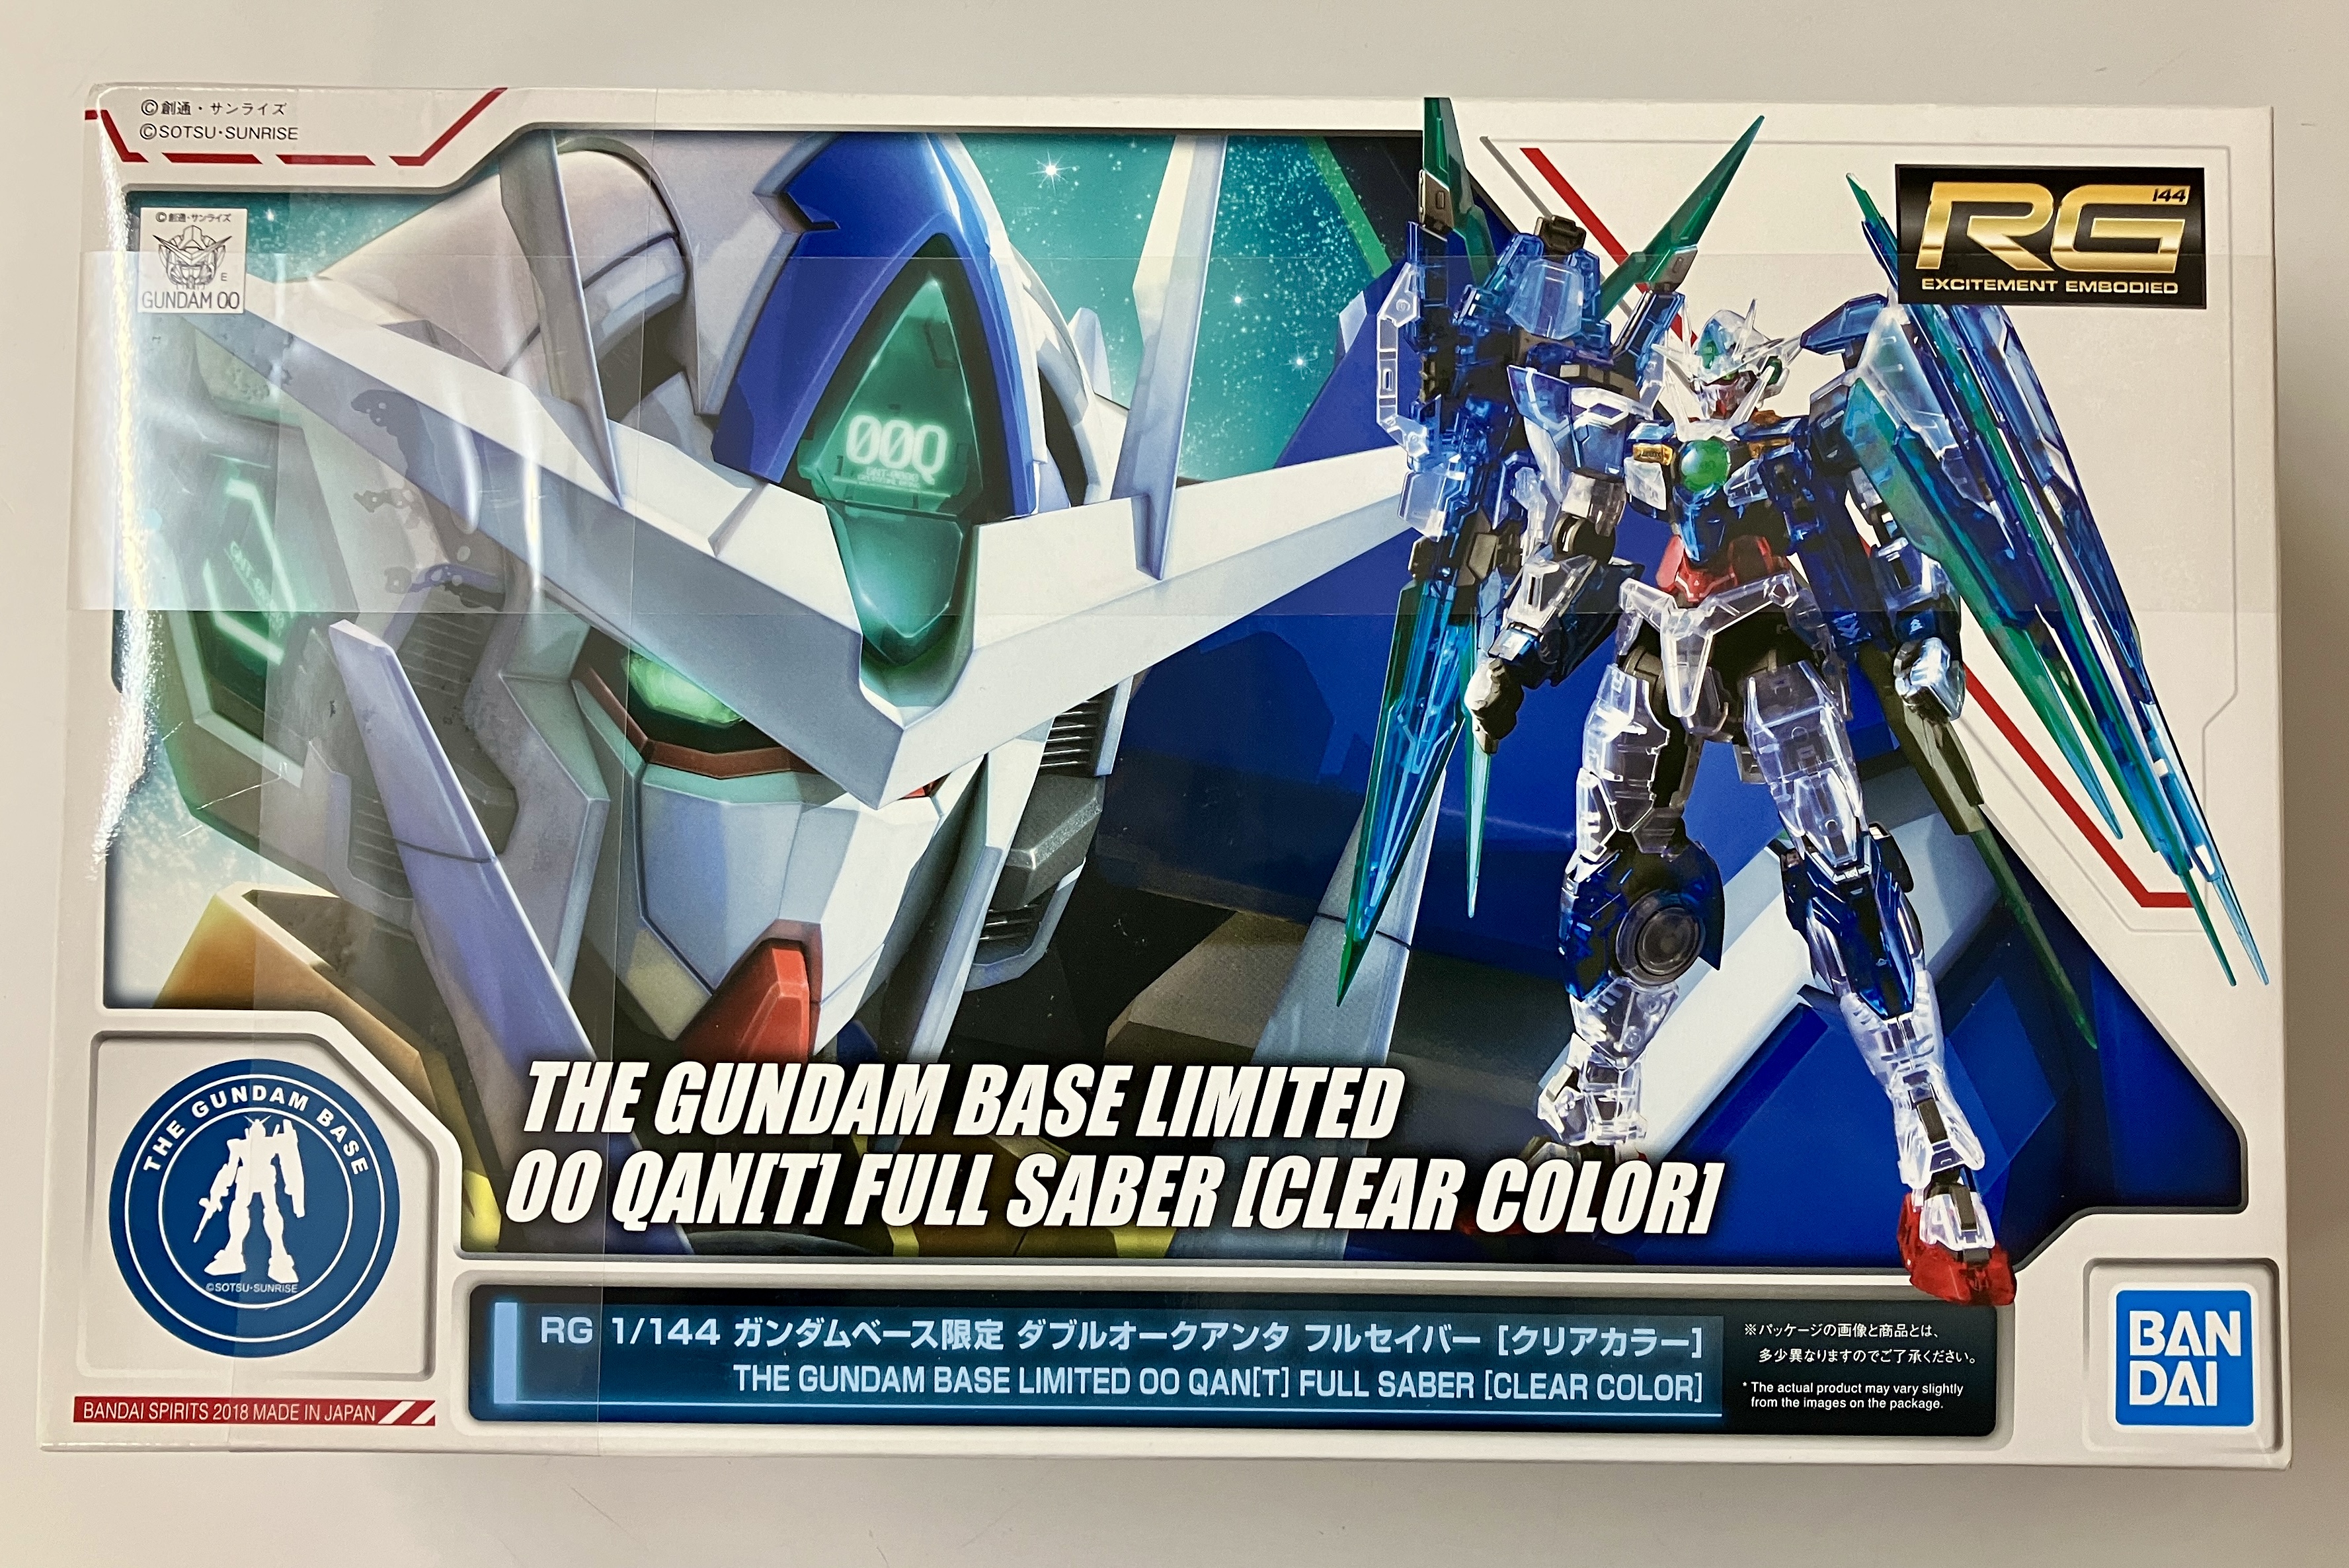 ©創通・サンライズ
©SOTSU・SUNRISE
©創通・サンライズ
E
GUNDAM 00
144
RG
EXCITEMENT EMBODIED
00Q
THE GUNDAM BASE LIMITED
00 QAN[T] FULL SABER [CLEAR COLOR]
THE GUNDAM BASE
©SOTSU・SUNRISE
RG 1/144 ガンダムベース限定 ダブルオークアンタ フルセイバー [クリアカラー]
THE GUNDAM BASE LIMITED 00 QAN[T] FULL SABER [CLEAR COLOR]
※パッケージの画像と商品とは、
多少異なりますのでご了承ください。
* The actual product may vary slightly
from the images on the package.
BANDAI SPIRITS 2018 MADE IN JAPAN
BAN
DAI